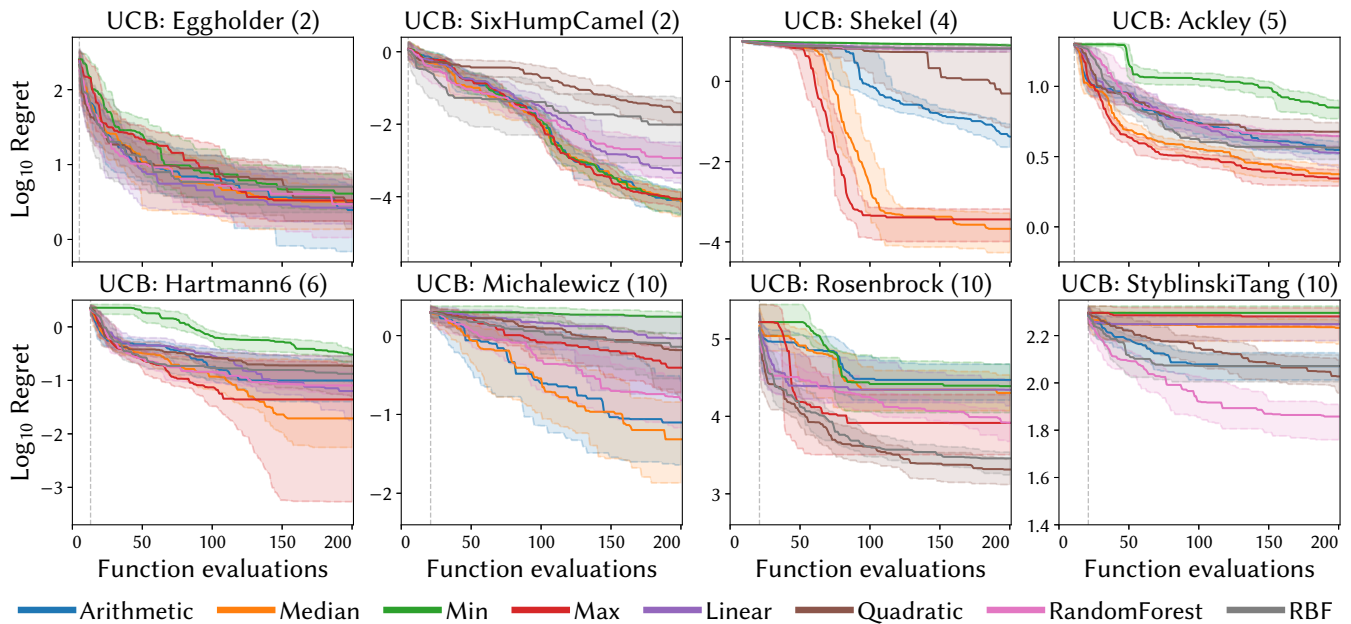 UCB: Eggholder (2)
UCB: SixHumpCamel (2)
UCB: Shekel (4)
UCB: Ackley (5)
Log₁₀ Regret
2
1
0
0
−2
−4
0
−2
−4
1.0
0.5
0.0
UCB: Hartmann6 (6)
UCB: Michalewicz (10)
UCB: Rosenbrock (10)
UCB: StyblinskiTang (10)
Log₁₀ Regret
0
−1
−2
−3
0
−1
−2
5
4
3
2.2
2.0
1.8
1.6
1.4
0 50 100 150 200
0 50 100 150 200
0 50 100 150 200
0 50 100 150 200
Function evaluations
Function evaluations
Function evaluations
Function evaluations
Arithmetic Median Min Max Linear Quadratic RandomForest RBF